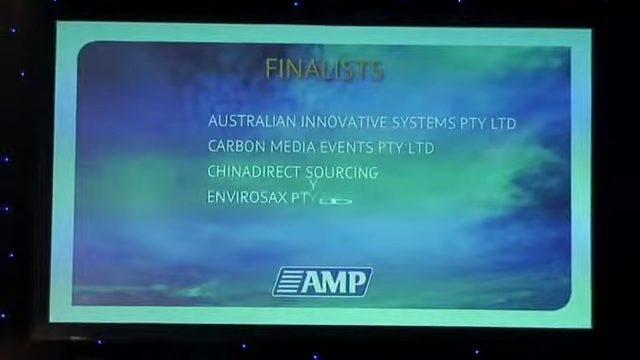 FINALISTS
AUSTRALIAN INNOVATIVE SYSTEMS PTY LTD
CARBON MEDIA EVENTS PTY LTD
CHINADIRECT SOURCING
ENVIROSAX PTY
AMP